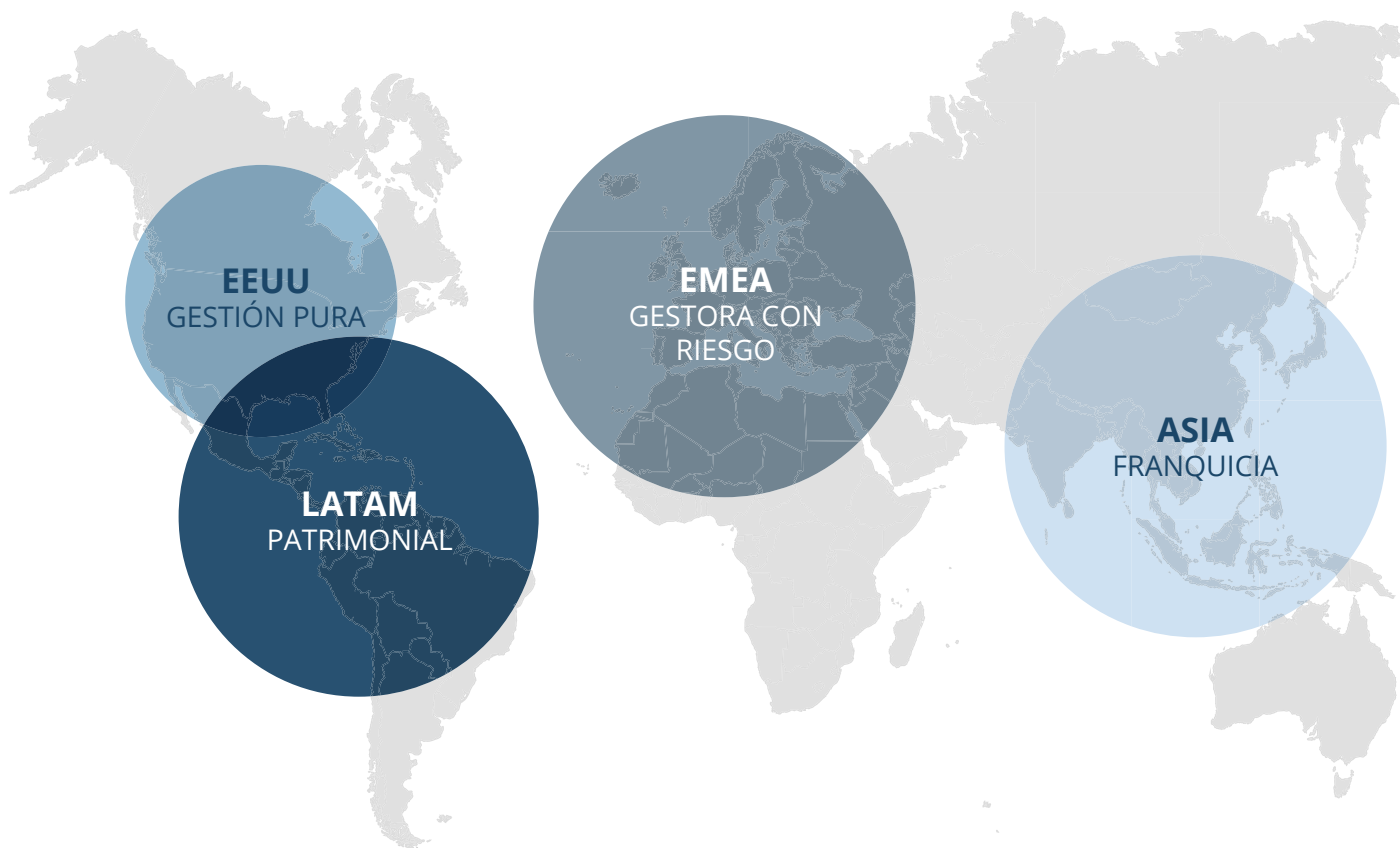 EEUU
GESTIÓN PURA
LATAM
PATRIMONIAL
EMEA
GESTORA CON
RIESGO
ASIA
FRANQUICIA